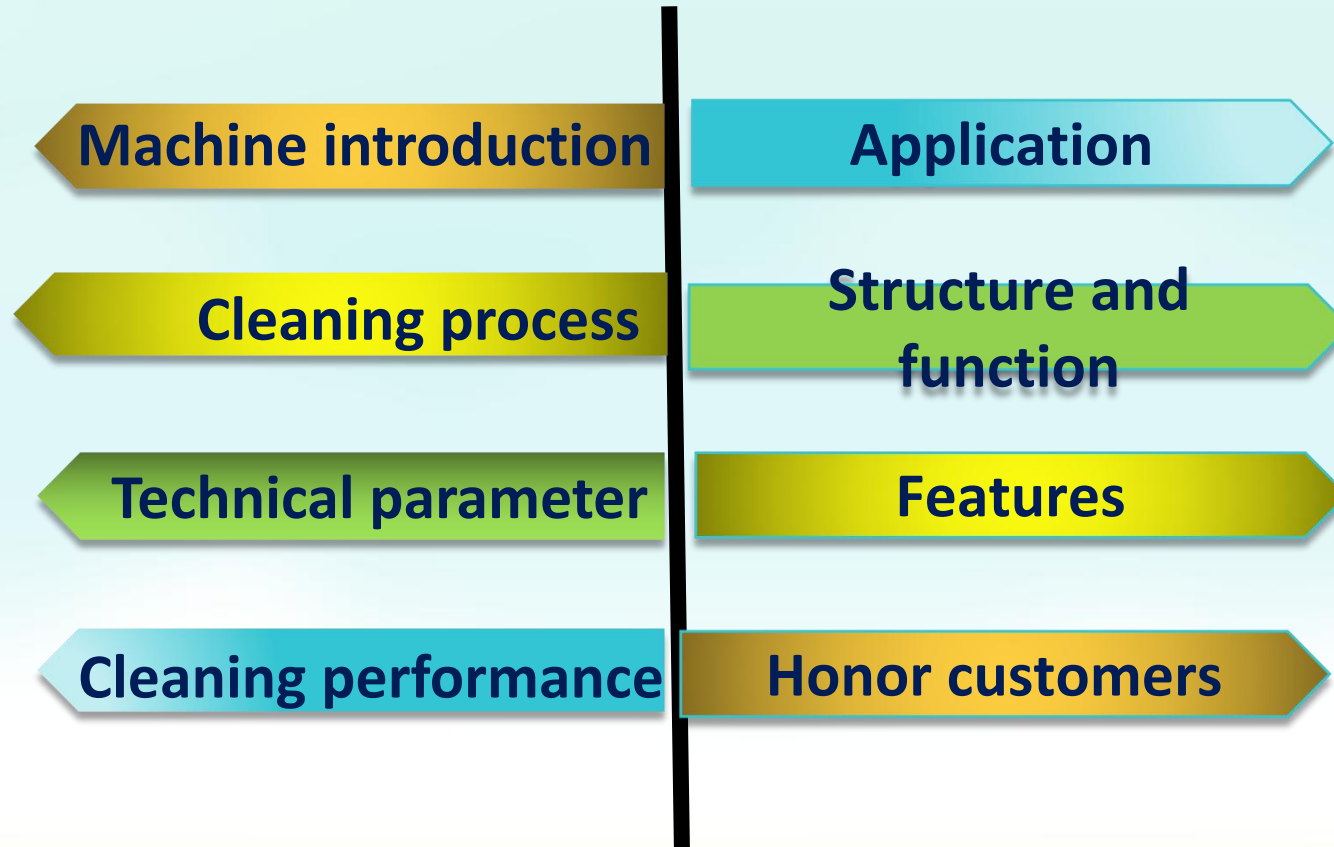 Machine introduction
Application
Cleaning process
Structure and
function
Technical parameter
Features
Cleaning performance
Honor customers